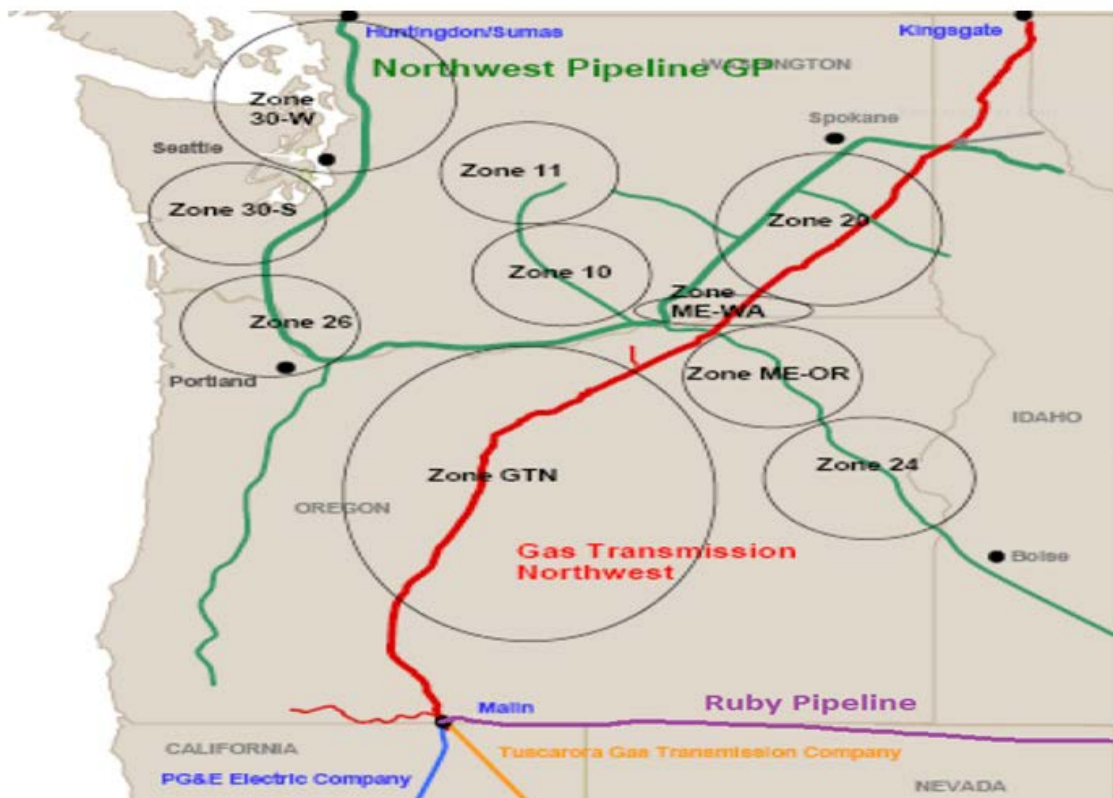 Huntingdon/Sumas
Kingsgate
Northwest Pipeline GP
WASHINGTON
Zone
30-W
Spokane
Seattle
Zone 11
Zone 30-S
Zone 20
Zone 10
Zone
ME-WA
Zone 26
Portland
Zone ME-OR
IDAHO
Zone 24
Zone GTN
OREGON
Gas Transmission
Northwest
Boise
Malin
Ruby Pipeline
CALIFORNIA
Tuscarora Gas Transmission Company
PG&E Electric Company
NEVADA